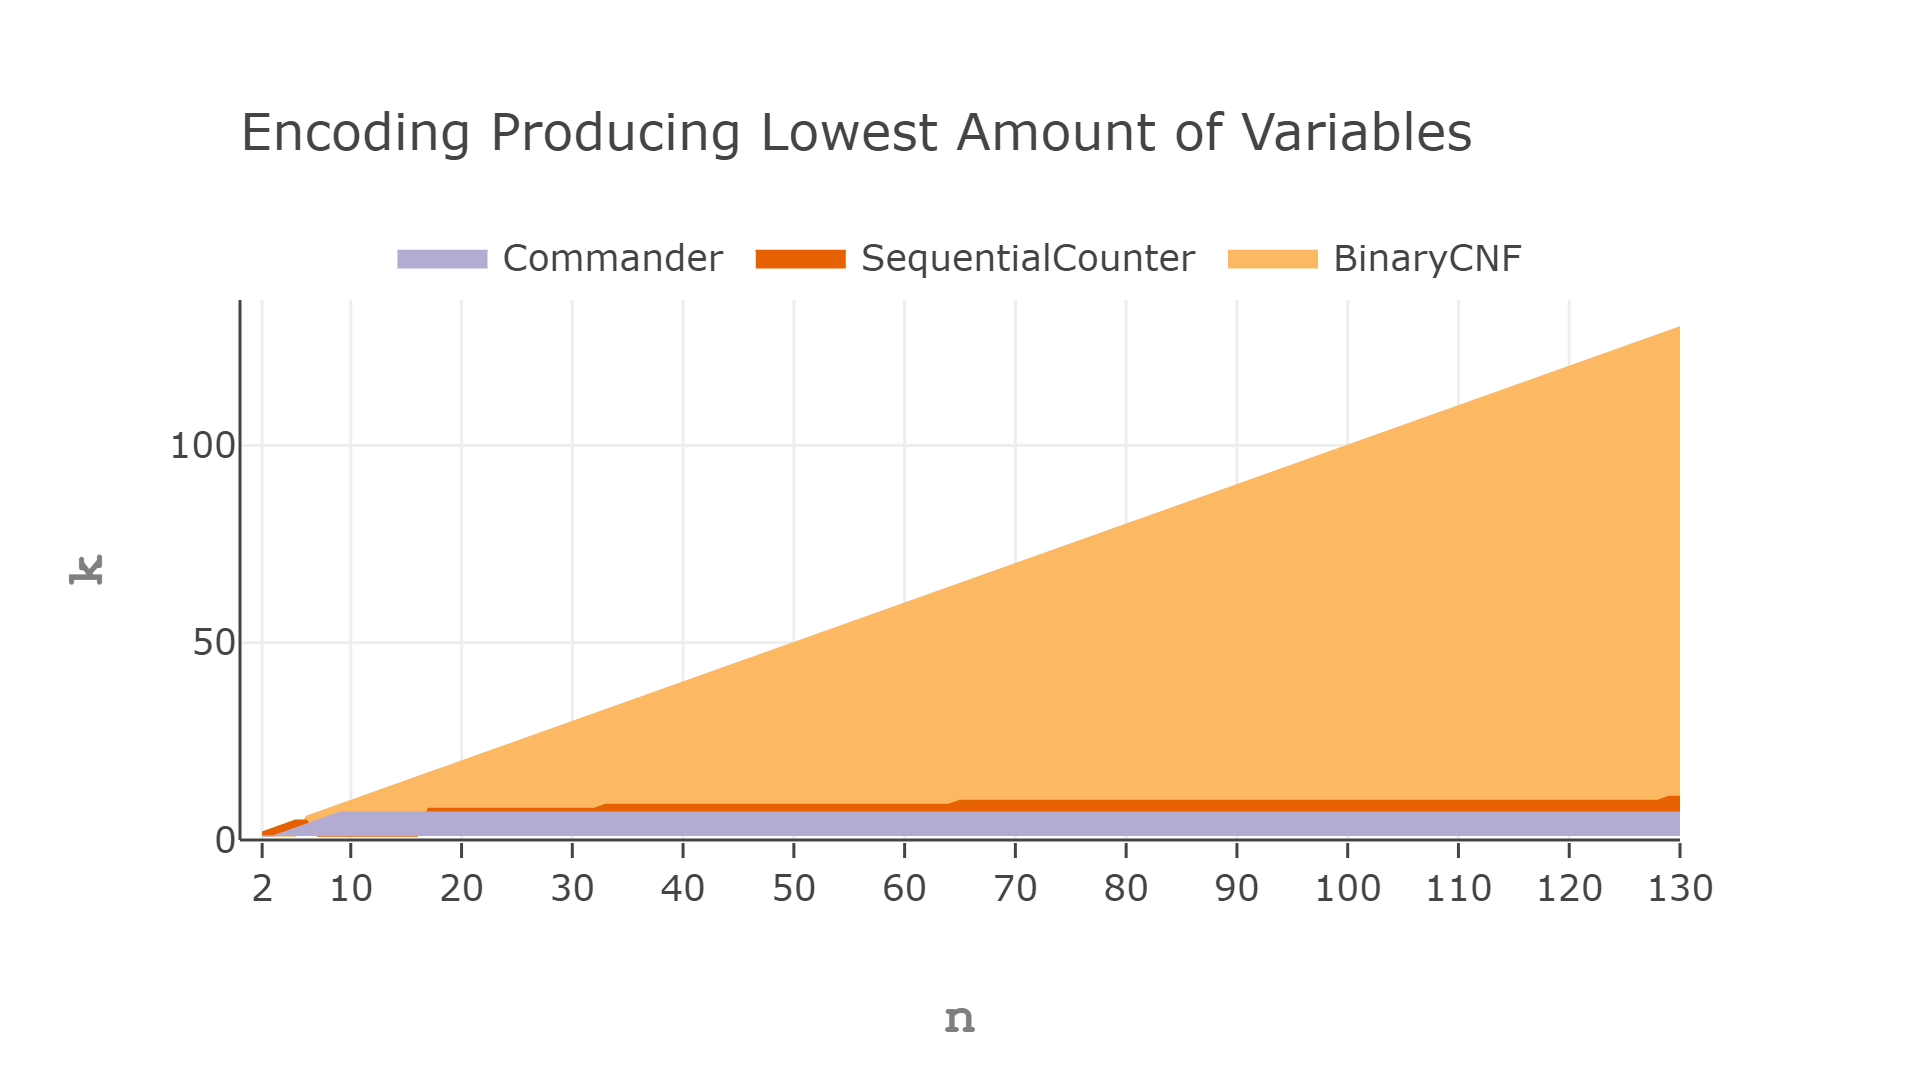 Encoding Producing Lowest Amount of Variables
Commander SequentialCounter BinaryCNF
100
50
0
k
2 10 20 30 40 50 60 70 80 90 100 110 120 130
n